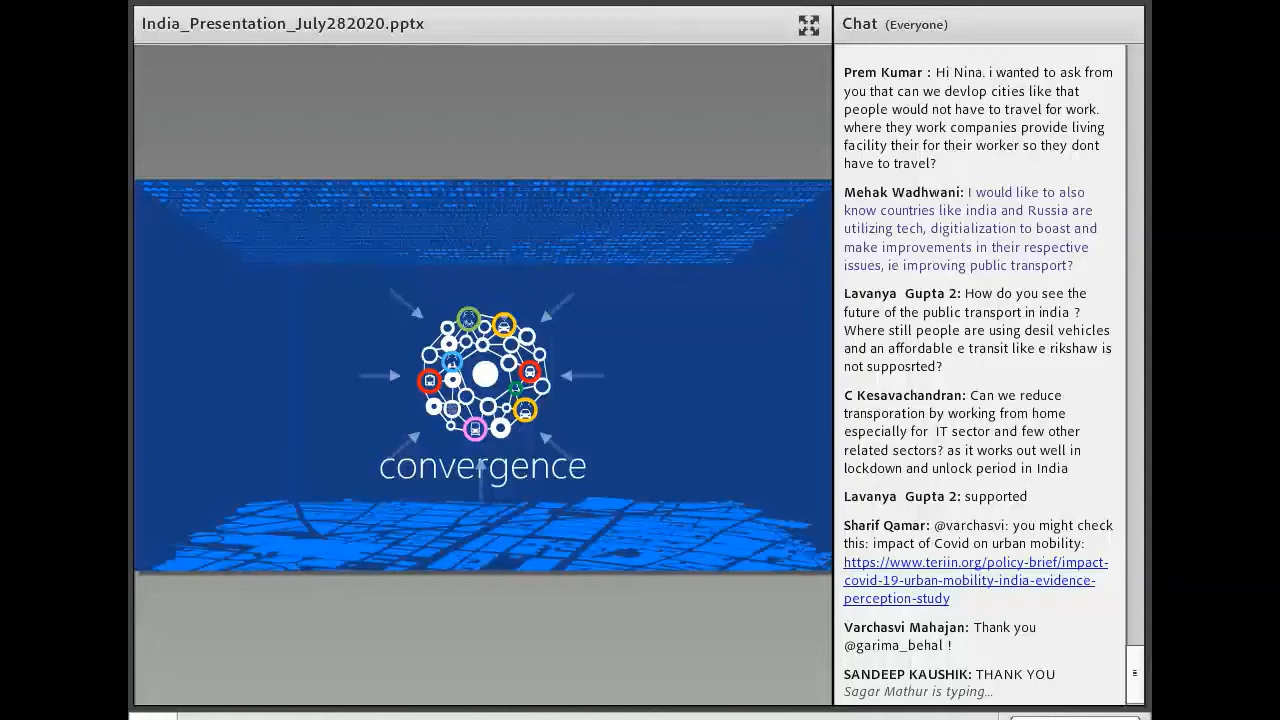 India_Presentation_July282020.pptx
convergence
Chat (Everyone)
Prem Kumar : Hi Nina. i wanted to ask from
you that can we devlop cities like that
people would not have to travel for work.
where they work companies provide living
facility their for their worker so they dont
have to travel?
Mehak Wadhwani: I would like to also
know countries like india and Russia are
utilizing tech, digitialization to boast and
make improvements in their respective
issues, ie improving public transport?
Lavanya Gupta 2: How do you see the
future of the public transport in india ?
Where still people are using desil vehicles
and an affordable e transit like e rikshaw is
not supposrted?
C Kesavachandran: Can we reduce
transporation by working from home
especially for IT sector and few other
related sectors? as it works out well in
lockdown and unlock period in India
Lavanya Gupta 2: supported
Sharif Qamar: @varchasvi: you might check
this: impact of Covid on urban mobility:
https://www.teriin.org/policy-brief/impact-
covid-19-urban-mobility-india-evidence-
perception-study
Varchasvi Mahajan: Thank you
@garima_behal !
SANDEEP KAUSHIK: THANK YOU
Sagar Mathur is typing...